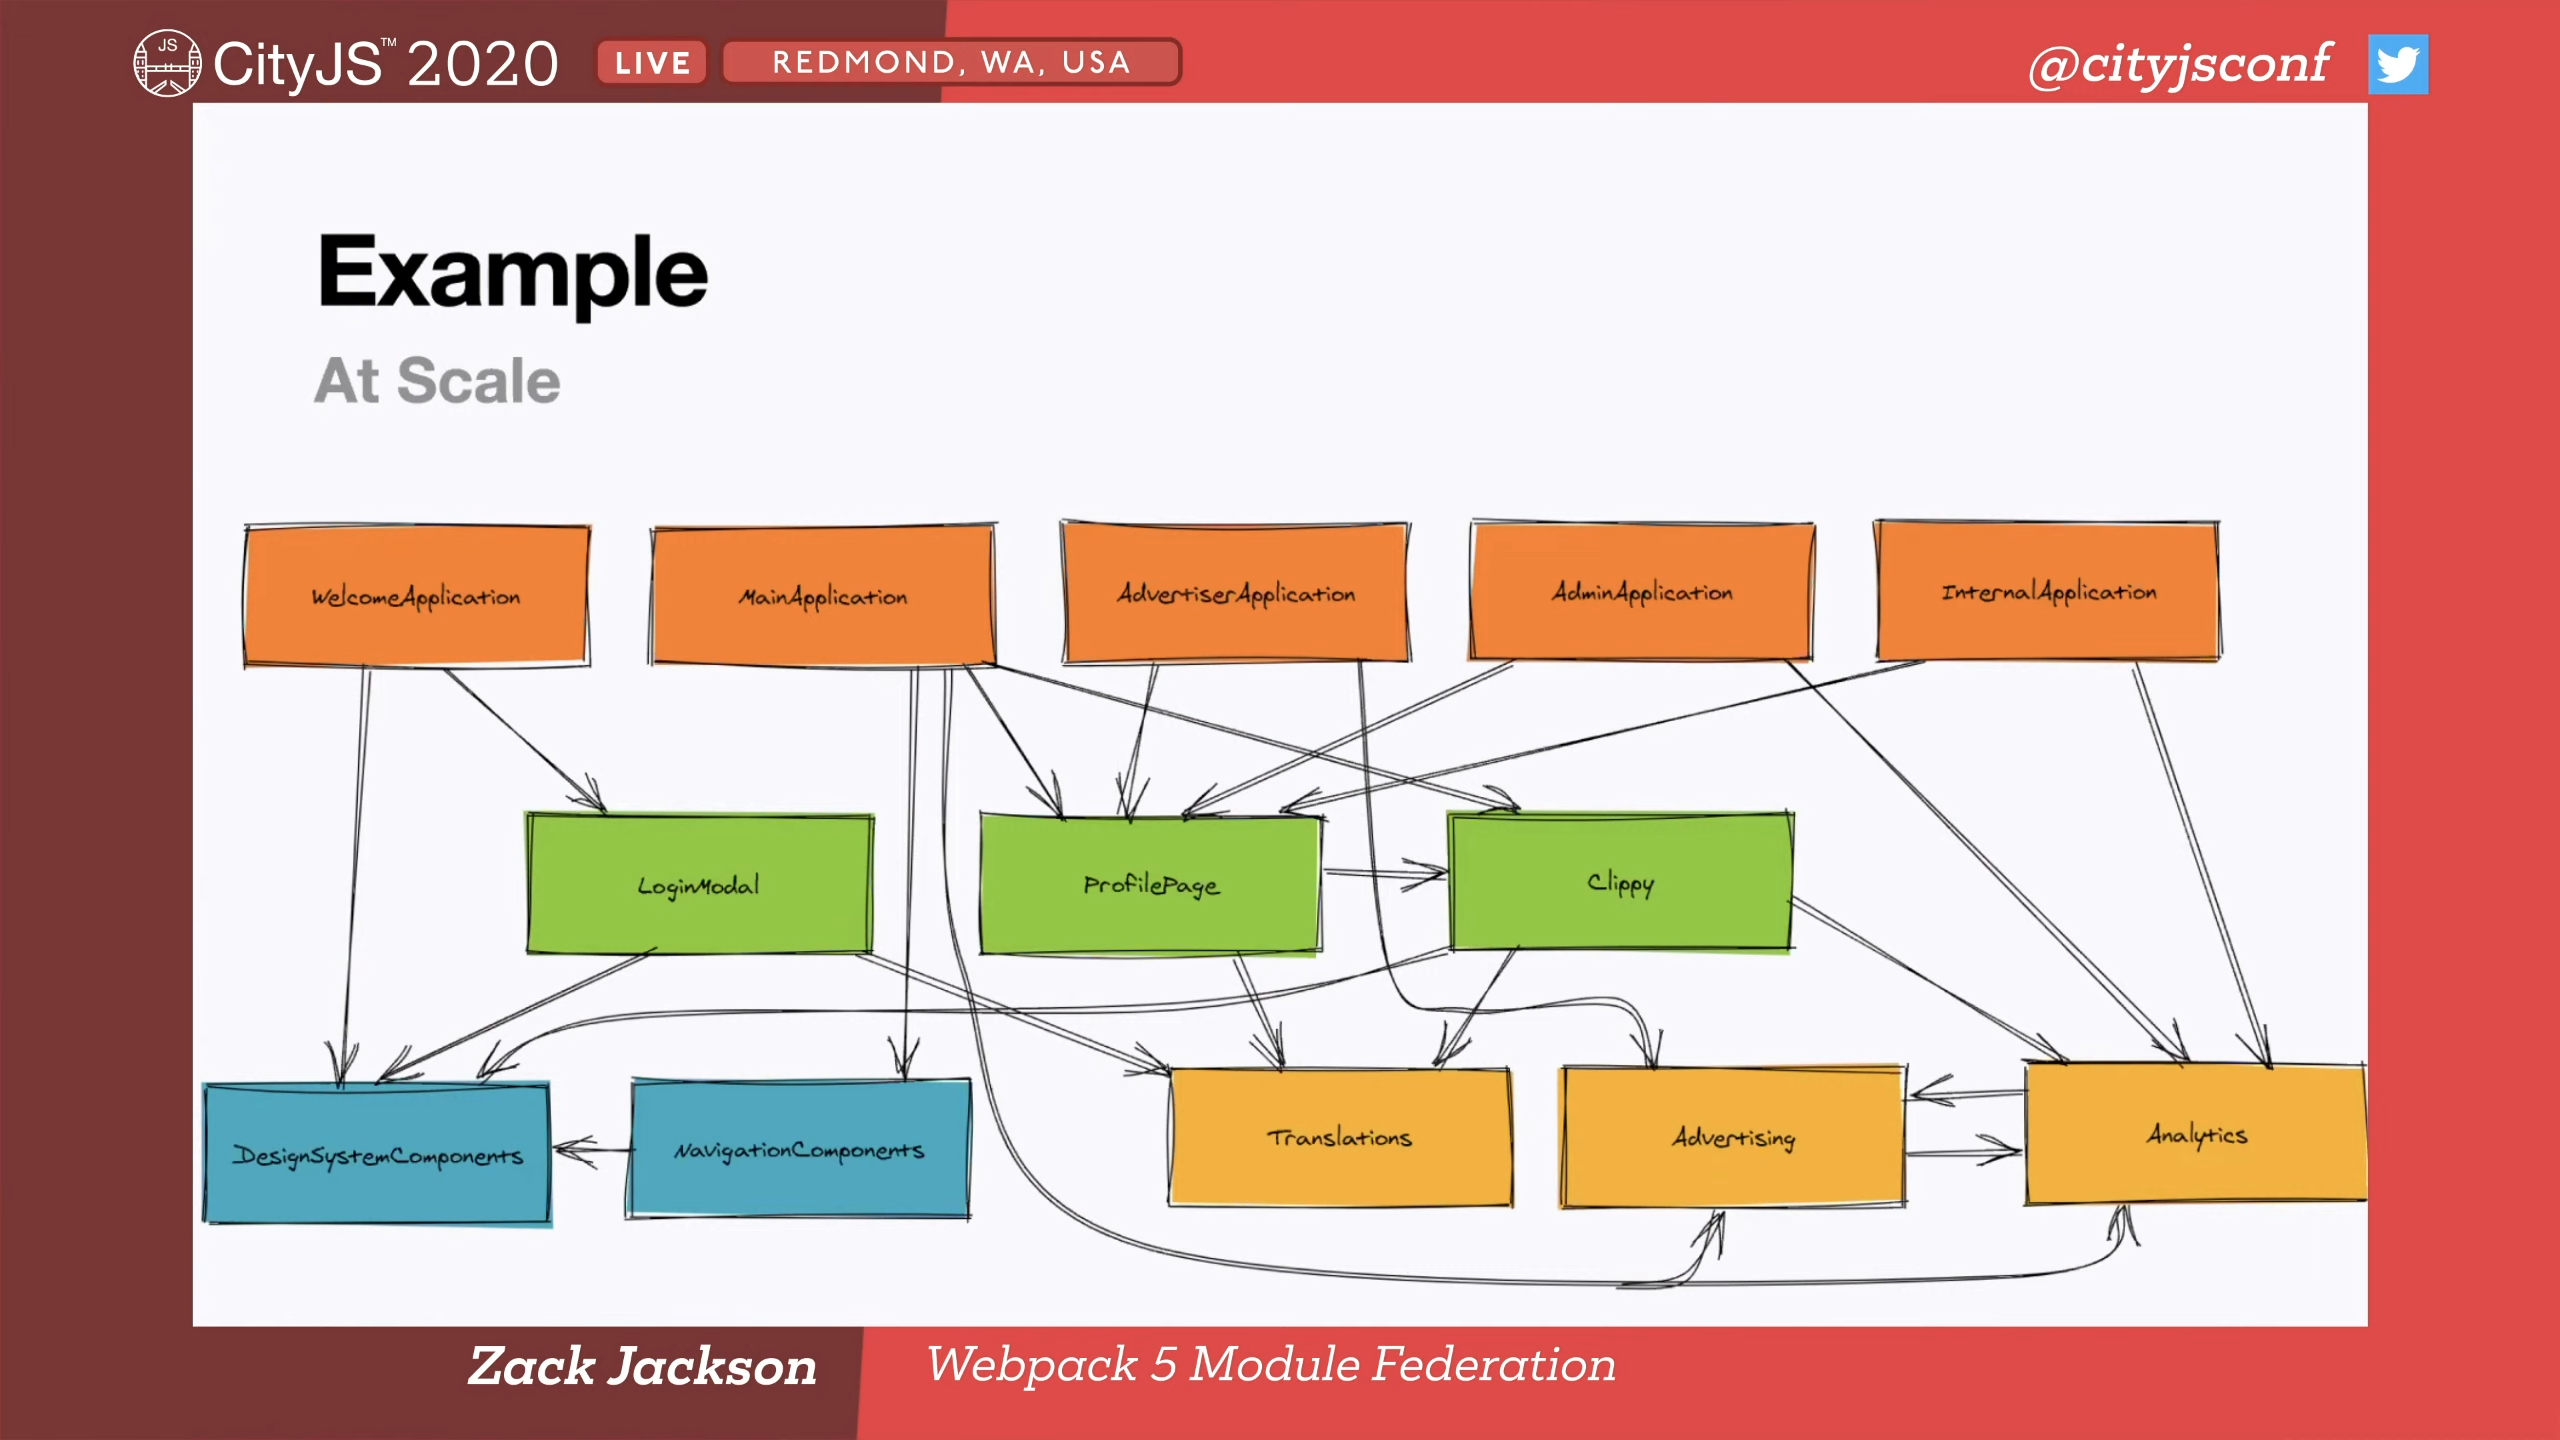 JS
CityJS™ 2020
LIVE
REDMOND, WA, USA
@cityjsconf
Example
At Scale
WelcomeApplication
MainApplication
AdvertiserApplication
AdminApplication
InternalApplication
LoginModal
ProfilePage
Clippy
DesignSystemComponents
NavigationComponents
Translations
Advertising
Analytics
Zack Jackson
Webpack 5 Module Federation